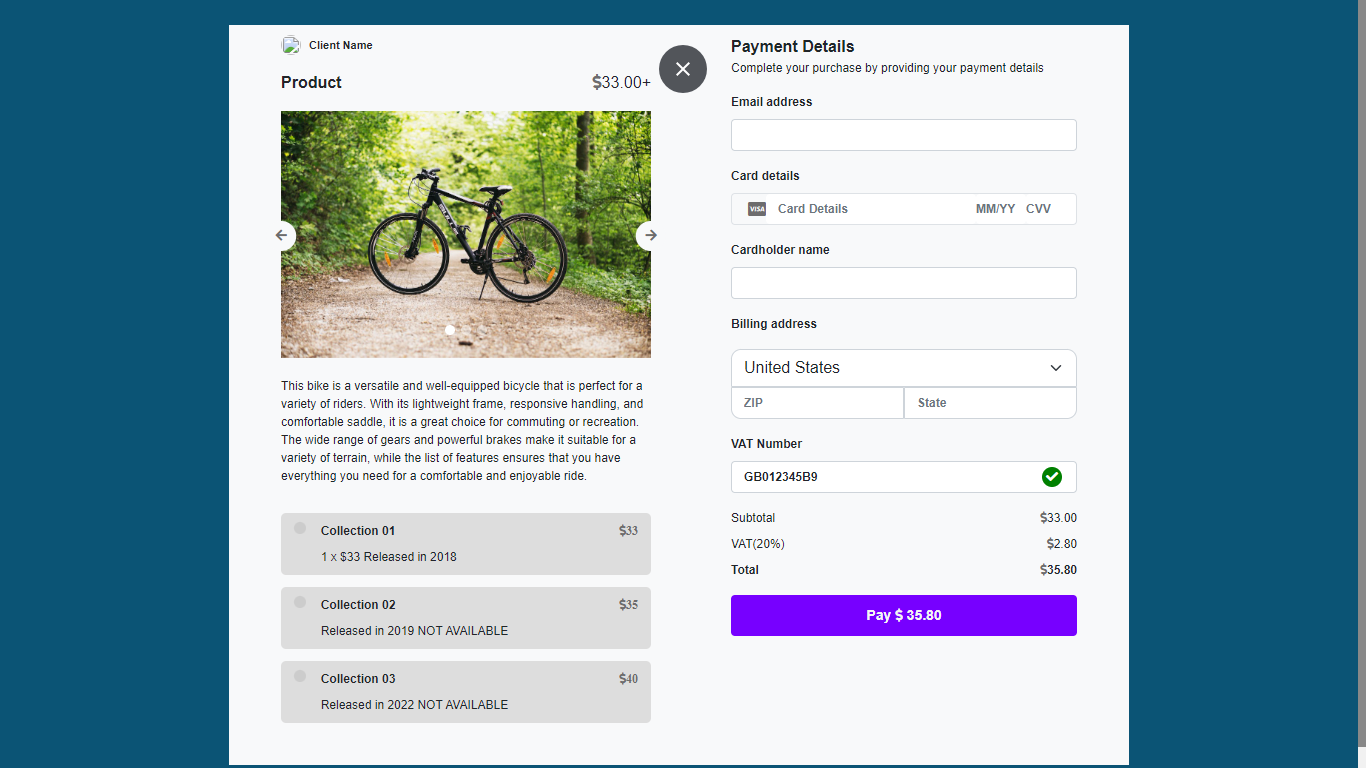 Client Name
Product
$33.00+
This bike is a versatile and well-equipped bicycle that is perfect for a
variety of riders. With its lightweight frame, responsive handling, and
comfortable saddle, it is a great choice for commuting or recreation.
The wide range of gears and powerful brakes make it suitable for a
variety of terrain, while the list of features ensures that you have
everything you need for a comfortable and enjoyable ride.
Collection 01 $33
1 x $33 Released in 2018
Collection 02 $35
Released in 2019 NOT AVAILABLE
Collection 03 $40
Released in 2022 NOT AVAILABLE
Payment Details
Complete your purchase by providing your payment details
Email address
Card details
VISA Card Details MM/YY CVV
Cardholder name
Billing address
United States
ZIP State
VAT Number
GB012345B9
Subtotal $33.00
VAT(20%) $2.80
Total $35.80
Pay $ 35.80